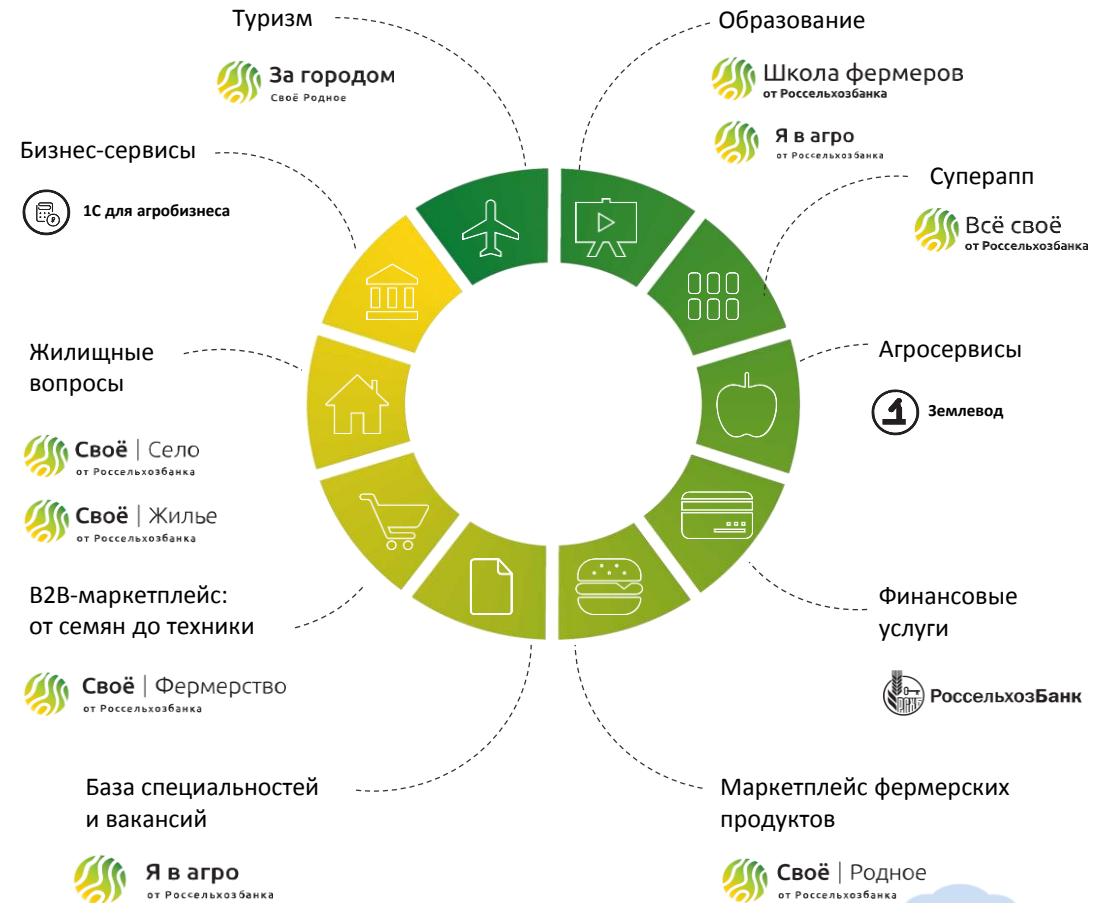 Туризм
За городом
Своё Родное
Образование
Школа фермеров
от Россельхозбанка
Я в агро
от Россельхозбанка
Суперапп
Всё своё
от Россельхозбанка
Агросервисы
Землевод
Финансовые
услуги
РоссельхозБанк
Маркетплейс фермерских
продуктов
Своё | Родное
от Россельхозбанка
База специальностей
и вакансий
Я в агро
от Россельхозбанка
B2B-маркетплейс:
от семян до техники
Своё | Фермерство
от Россельхозбанка
Жилищные
вопросы
Своё | Село
от Россельхозбанка
Своё | Жилье
от Россельхозбанка
Бизнес-сервисы
1С для агробизнеса